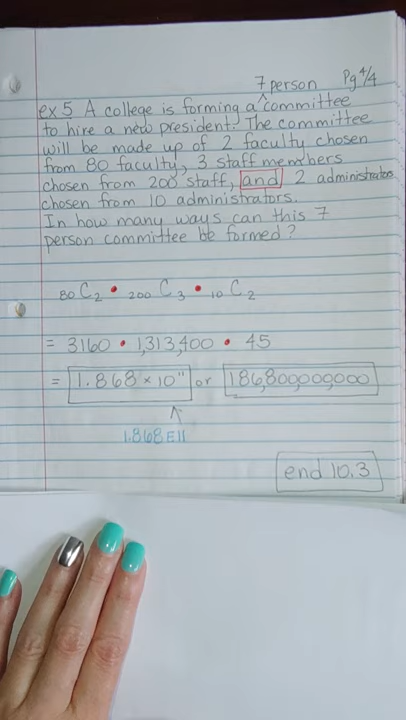 7 person Pg 4/4
ex 5 A college is forming a ^ committee
to hire a new president. The committee
will be made up of 2 faculty chosen
from 80 faculty, 3 staff members
chosen from 200 staff, and 2 administrators
chosen from 10 administrators.
In how many ways can this 7
person committee be formed?
₈₀C₂ • ₂₀₀C₃ • ₁₀C₂
= 3160 • 1,313,400 • 45
= 1.868 × 10¹¹ or 186,800,000,000
1.868E11
end 10.3